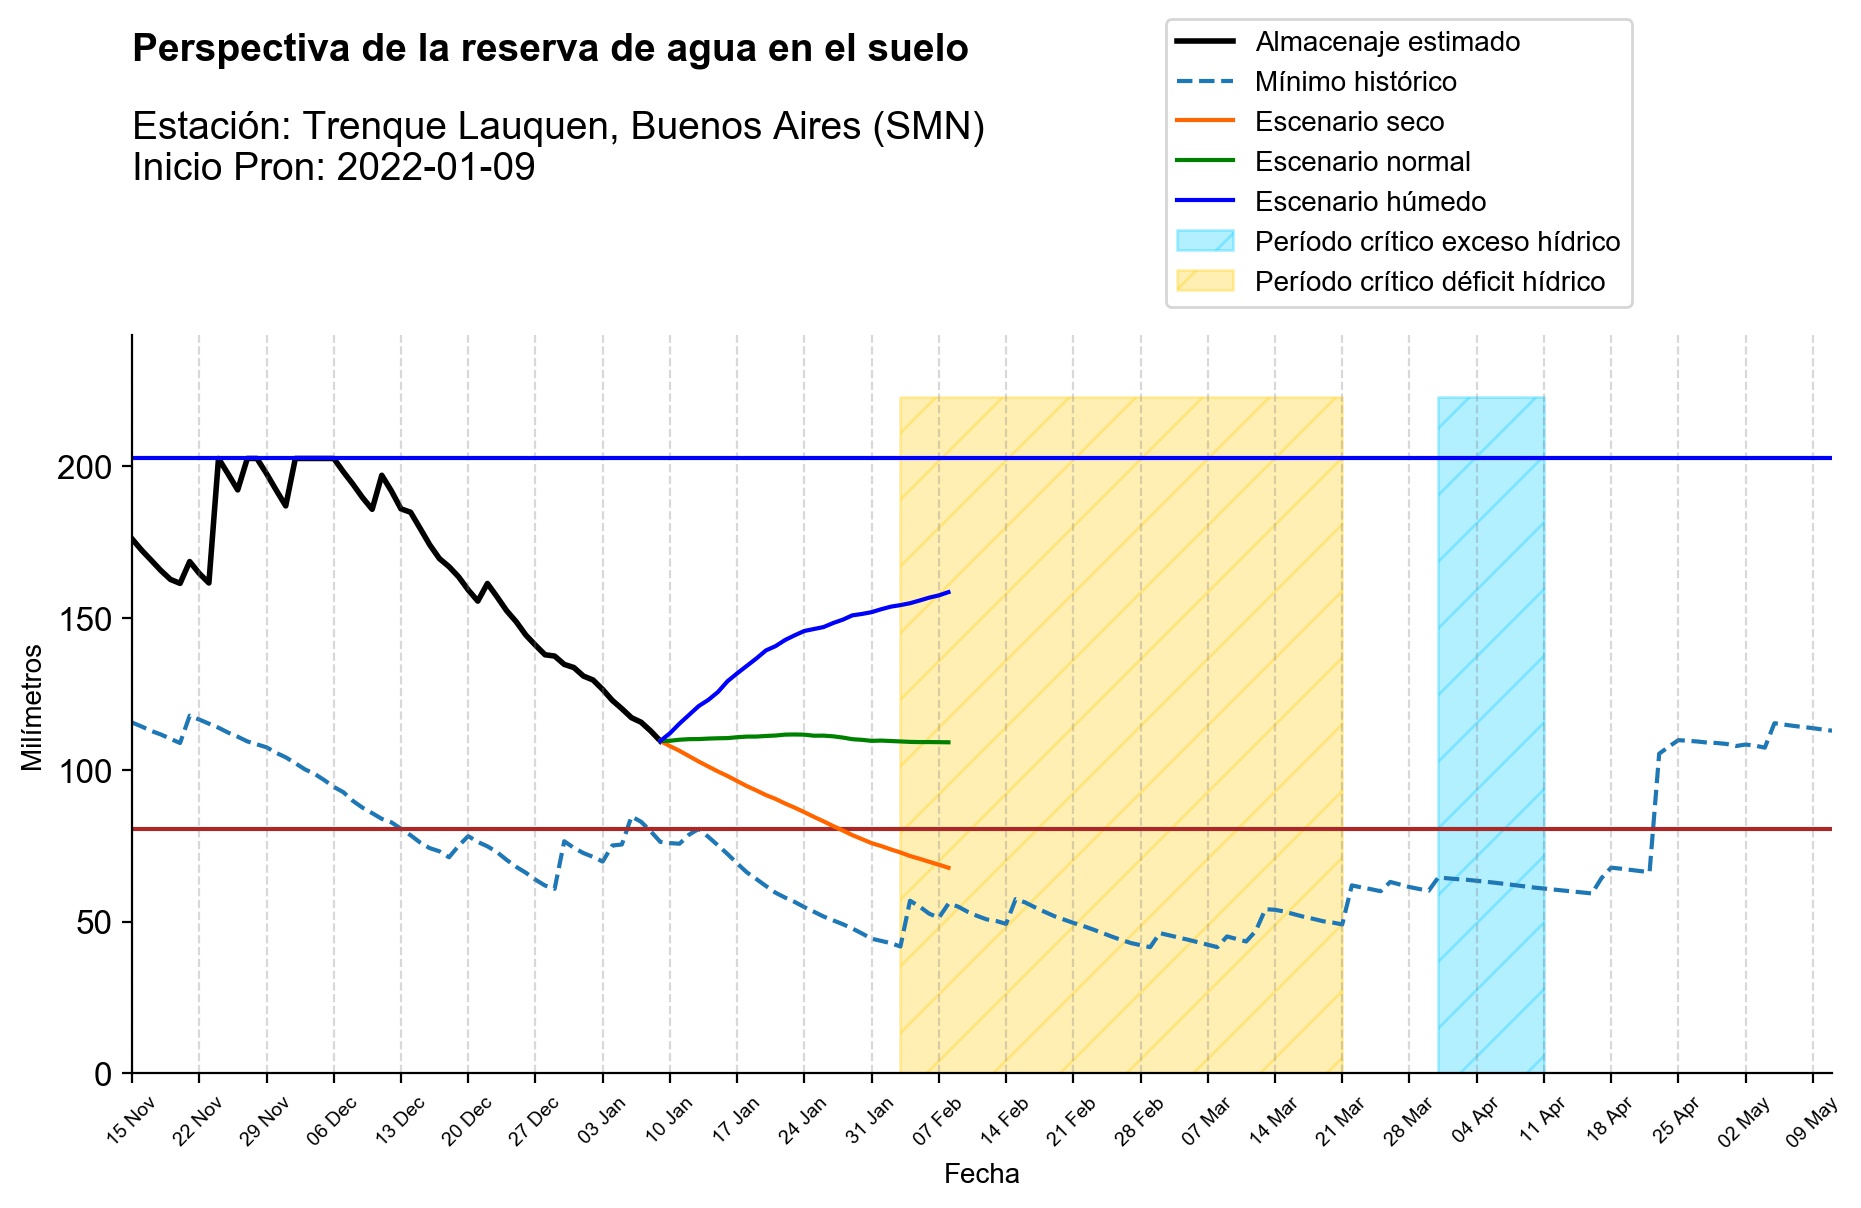 Perspectiva de la reserva de agua en el suelo
Estación: Trenque Lauquen, Buenos Aires (SMN)
Inicio Pron: 2022-01-09
Almacenaje estimado
Mínimo histórico
Escenario seco
Escenario normal
Escenario húmedo
Período crítico exceso hídrico
Período crítico déficit hídrico
Milímetros
200
150
100
50
0
15 Nov
22 Nov
29 Nov
06 Dec
13 Dec
20 Dec
27 Dec
03 Jan
10 Jan
17 Jan
24 Jan
31 Jan
07 Feb
14 Feb
21 Feb
28 Feb
07 Mar
14 Mar
21 Mar
28 Mar
04 Apr
11 Apr
18 Apr
25 Apr
02 May
09 May
Fecha